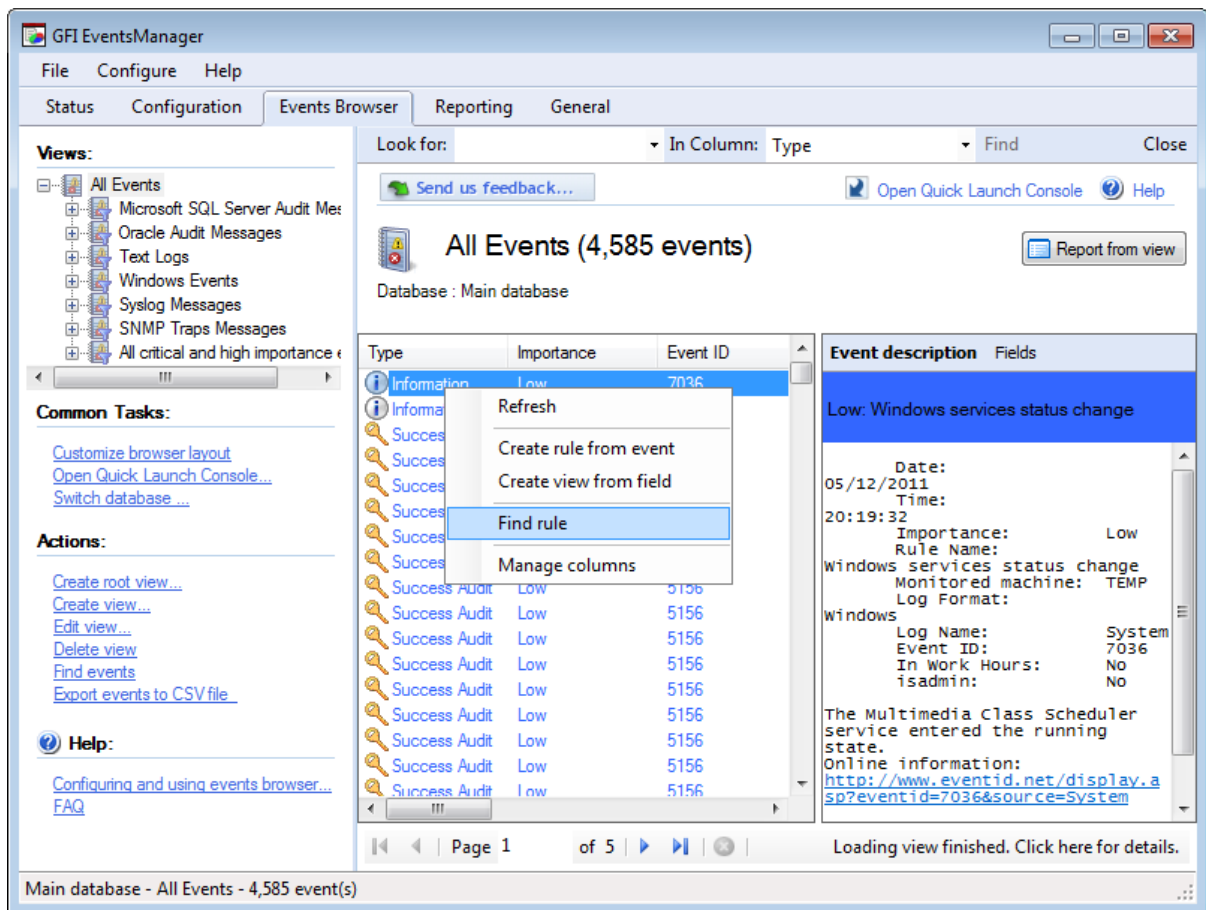 GFI EventsManager
File Configure Help
Status Configuration Events Browser Reporting General
Views:
All Events
Microsoft SQL Server Audit Mes
Oracle Audit Messages
Text Logs
Windows Events
Syslog Messages
SNMP Traps Messages
All critical and high importance e
Common Tasks:
Customize browser layout
Open Quick Launch Console...
Switch database ...
Actions:
Create root view...
Create view...
Edit view...
Delete view
Find events
Export events to CSV file
Help:
Configuring and using events browser...
FAQ
Look for: In Column: Type Find Close
Send us feedback... Open Quick Launch Console Help
All Events (4,585 events) Report from view
Database : Main database
Type Importance Event ID
Information Low 7036
Informa
Succes
Succes
Succes
Succes
Succes
Succes
Success Audit Low 5156
Success Audit Low 5156
Success Audit Low 5156
Success Audit Low 5156
Success Audit Low 5156
Success Audit Low 5156
Success Audit Low 5156
Success Audit Low 5156
Success Audit Low 5156
Refresh
Create rule from event
Create view from field
Find rule
Manage columns
Event description Fields
Low: Windows services status change
Date:
05/12/2011
Time:
20:19:32
Importance: Low
Rule Name:
Windows services status change
Monitored machine: TEMP
Log Format:
Windows
Log Name: System
Event ID: 7036
In Work Hours: No
isadmin: No
The Multimedia Class Scheduler
service entered the running
state.
Online information:
http://www.eventid.net/display.a
sp?eventid=7036&source=System
Page 1 of 5
Loading view finished. Click here for details.
Main database - All Events - 4,585 event(s)